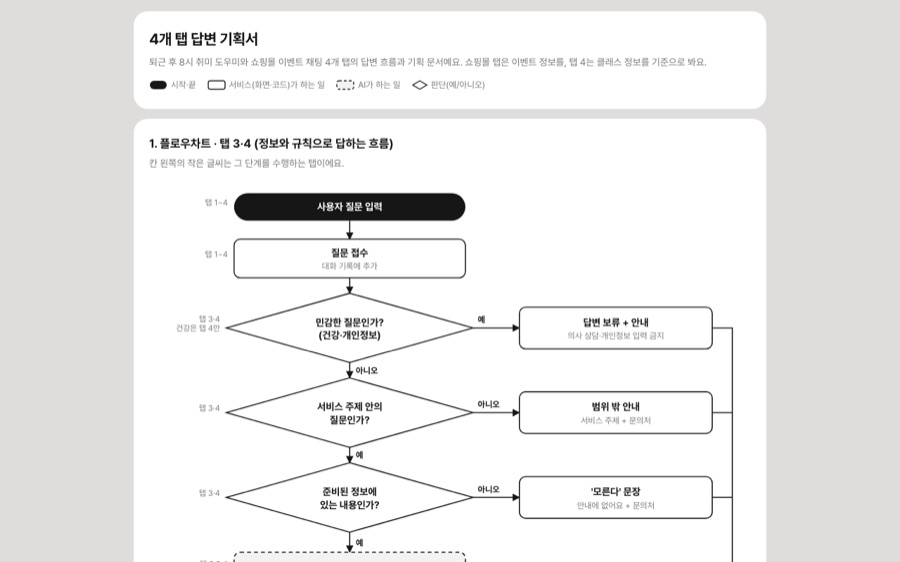 4개 탭 답변 기획서
퇴근 후 8시 취미 도우미와 쇼핑몰 이벤트 채팅 4개 탭의 답변 흐름과 기획 문서예요. 쇼핑몰 탭은 이벤트 정보를, 탭 4는 클래스 정보를 기준으로 봐요.
시작·끝
서비스(화면·코드)가 하는 일
AI가 하는 일
판단(예/아니오)
1. 플로우차트 · 탭 3·4 (정보와 규칙으로 답하는 흐름)
칸 왼쪽의 작은 글씨는 그 단계를 수행하는 탭이에요.
탭 1–4
사용자 질문 입력
탭 1–4
질문 접수
대화 기록에 추가
탭 3·4
건강은 탭 4만
민감한 질문인가?
(건강·개인정보)
예
답변 보류 + 안내
의사 상담·개인정보 입력 금지
아니오
탭 3·4
서비스 주제 안의
질문인가?
아니오
범위 밖 안내
서비스 주제 + 문의처
예
탭 3·4
준비된 정보에
있는 내용인가?
아니오
'모른다' 문장
안내에 없어요 + 문의처
예